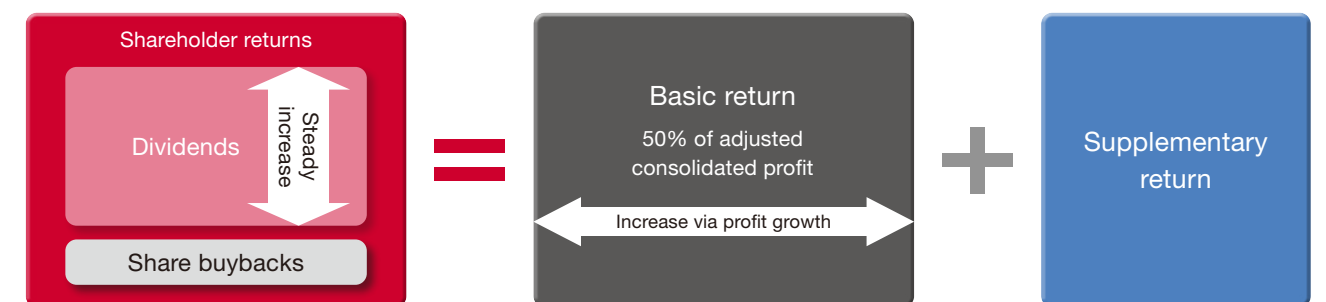 Shareholder returns
Dividends
Steady
increase
Share buybacks
=
Basic return
50% of adjusted
consolidated profit
Increase via profit growth
+
Supplementary
return